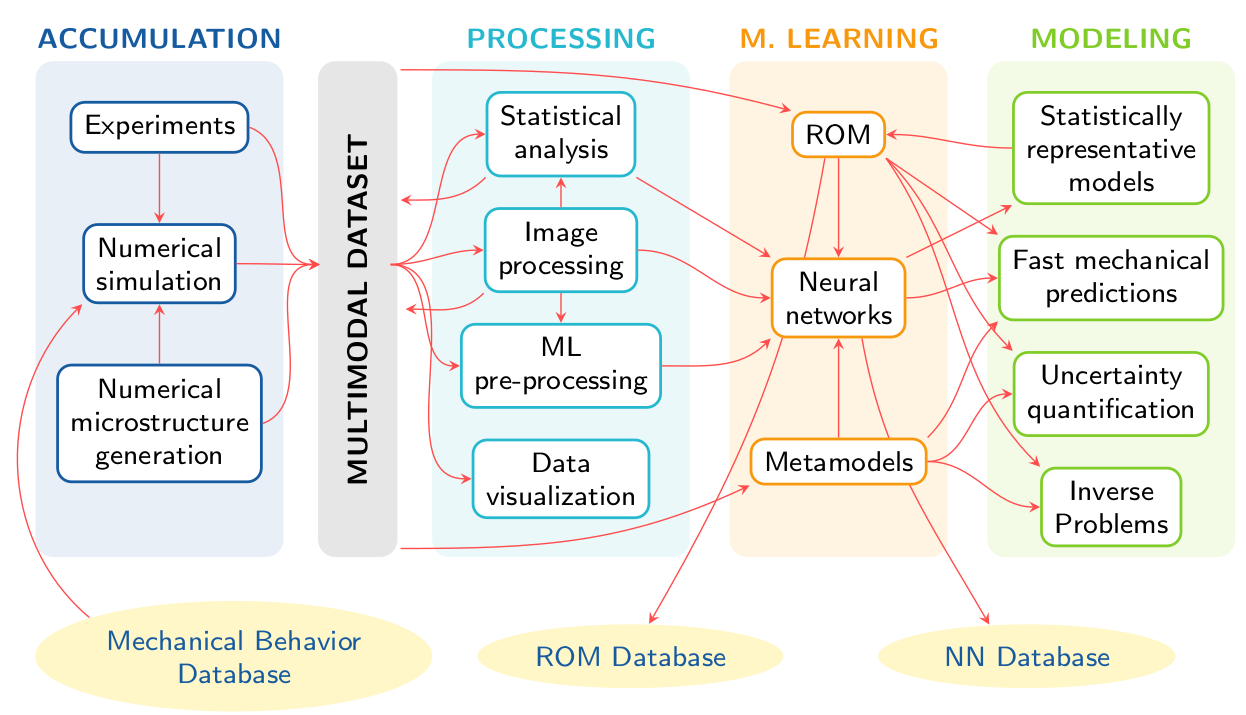 ACCUMULATION
PROCESSING
M. LEARNING
MODELING
Experiments
Numerical
simulation
Numerical
microstructure
generation
MULTIMODAL DATASET
Statistical
analysis
Image
processing
ML
pre-processing
Data
visualization
ROM
Neural
networks
Metamodels
Statistically
representative
models
Fast mechanical
predictions
Uncertainty
quantification
Inverse
Problems
Mechanical Behavior
Database
ROM Database
NN Database